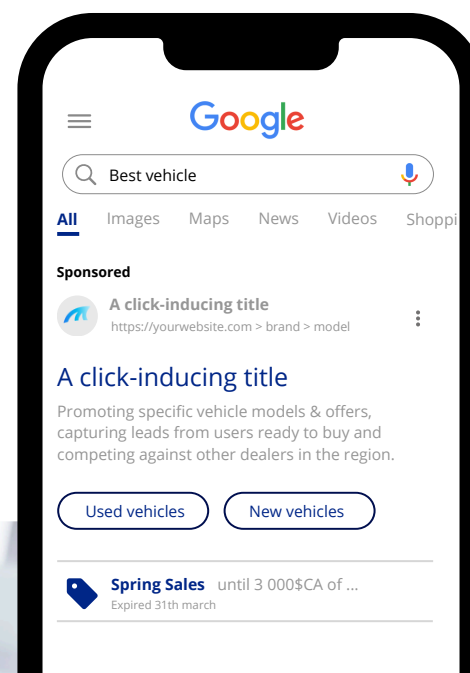 Google
Best vehicle
All Images Maps News Videos Shoppi
Sponsored
A click-inducing title
https://yourwebsite.com > brand > model
A click-inducing title
Promoting specific vehicle models & offers,
capturing leads from users ready to buy and
competing against other dealers in the region.
Used vehicles New vehicles
Spring Sales until 3 000$CA of ...
Expired 31th march